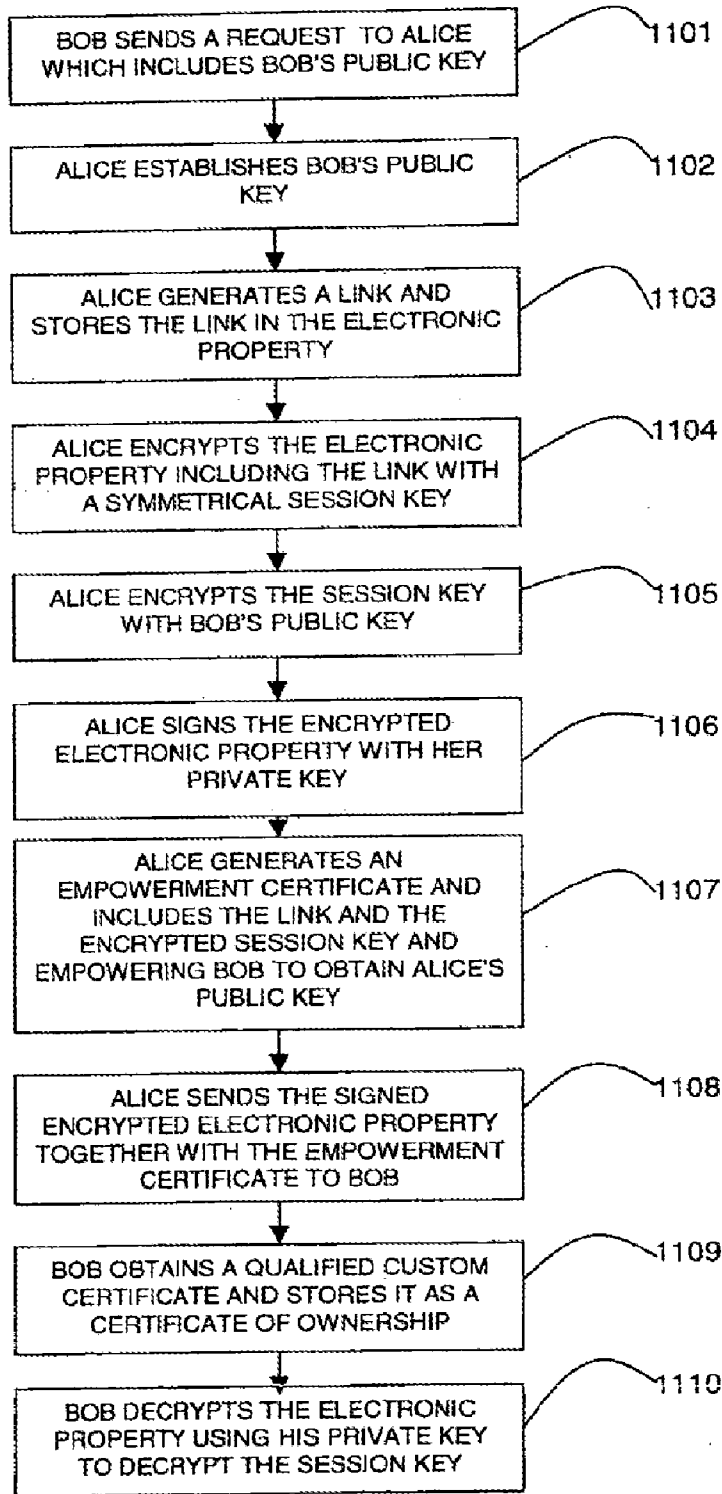 BOB SENDS A REQUEST TO ALICE
WHICH INCLUDES BOB'S PUBLIC KEY
1101
ALICE ESTABLISHES BOB'S PUBLIC
KEY
1102
ALICE GENERATES A LINK AND
STORES THE LINK IN THE ELECTRONIC
PROPERTY
1103
ALICE ENCRYPTS THE ELECTRONIC
PROPERTY INCLUDING THE LINK WITH
A SYMMETRICAL SESSION KEY
1104
ALICE ENCRYPTS THE SESSION KEY
WITH BOB'S PUBLIC KEY
1105
ALICE SIGNS THE ENCRYPTED
ELECTRONIC PROPERTY WITH HER
PRIVATE KEY
1106
ALICE GENERATES AN
EMPOWERMENT CERTIFICATE AND
INCLUDES THE LINK AND THE
ENCRYPTED SESSION KEY AND
EMPOWERING BOB TO OBTAIN ALICE'S
PUBLIC KEY
1107
ALICE SENDS THE SIGNED
ENCRYPTED ELECTRONIC PROPERTY
TOGETHER WITH THE EMPOWERMENT
CERTIFICATE TO BOB
1108
BOB OBTAINS A QUALIFIED CUSTOM
CERTIFICATE AND STORES IT AS A
CERTIFICATE OF OWNERSHIP
1109
BOB DECRYPTS THE ELECTRONIC
PROPERTY USING HIS PRIVATE KEY
TO DECRYPT THE SESSION KEY
1110